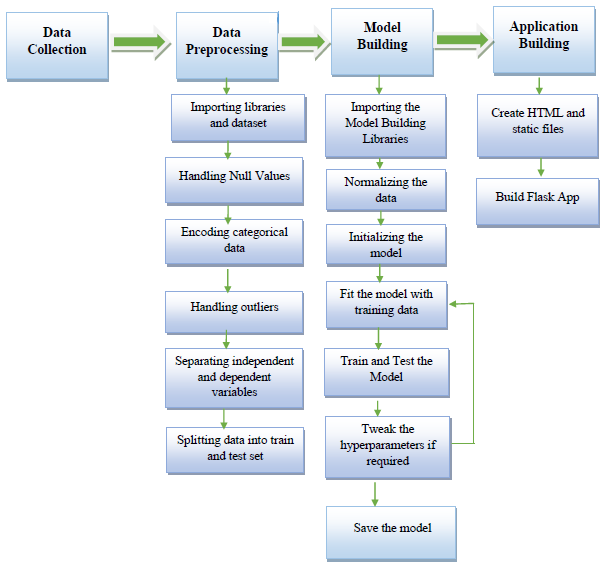 Data
Collection
Data
Preprocessing
Model
Building
Application
Building
Importing libraries
and dataset
Handling Null Values
Encoding categorical
data
Handling outliers
Separating independent
and dependent
variables
Splitting data into train
and test set
Importing the
Model Building
Libraries
Normalizing the
data
Initializing the
model
Fit the model with
training data
Train and Test the
Model
Tweak the
hyperparameters if
required
Save the model
Create HTML and
static files
Build Flask App